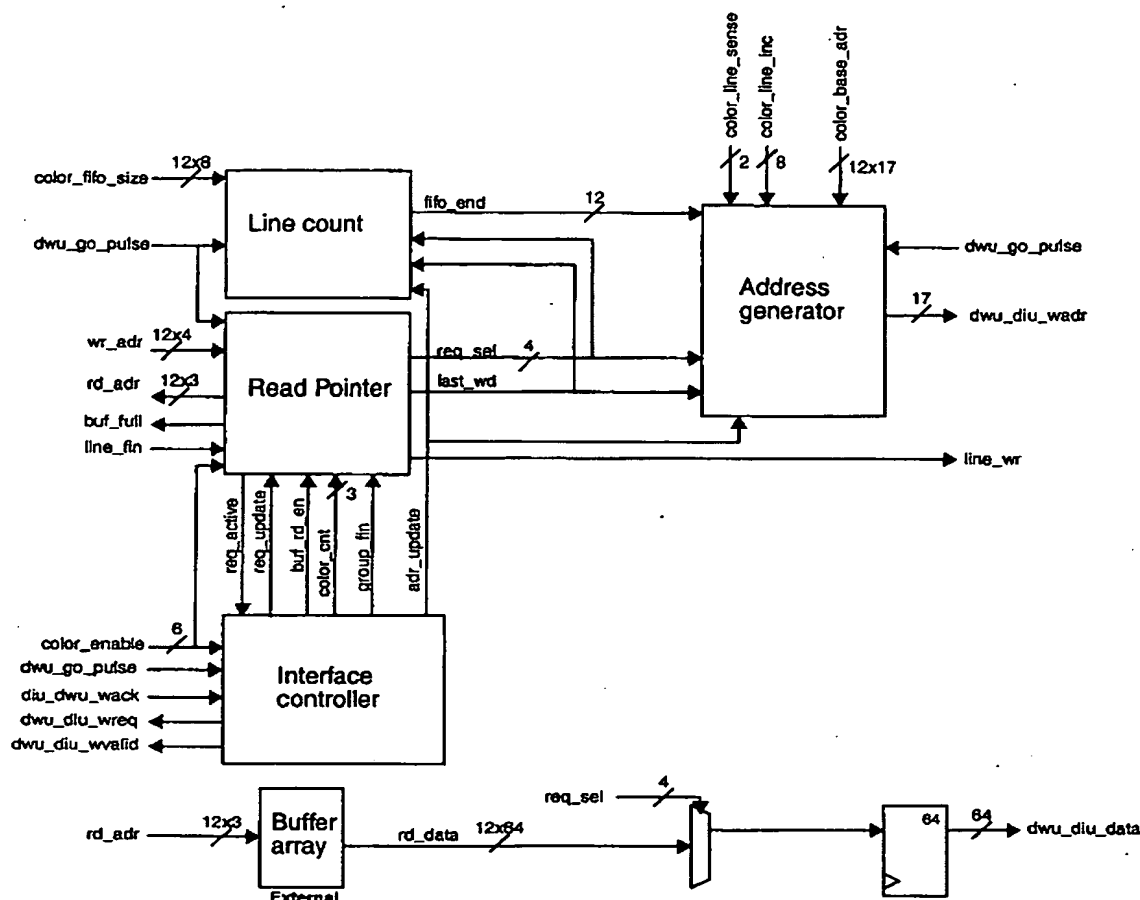 color_line_sense
color_line_inc
color_base_adr
2
8
12x17
color_fifo_size
12x8
Line count
fifo_end
12
dwu_go_pulse
dwu_go_pulse
Address
generator
17
dwu_diu_wadr
wr_adr
12x4
rd_adr
12x3
Read Pointer
req_sel
4
last_wd
buf_full
line_fin
line_wr
3
req_active
req_update
buf_rd_en
color_cnt
group_fin
adr_update
color_enable
6
dwu_go_pulse
diu_dwu_wack
dwu_diu_wreq
dwu_diu_wvalid
Interface
controller
req_sel
4
rd_adr
12x3
Buffer
array
rd_data
12x64
64
64
dwu_diu_data
External